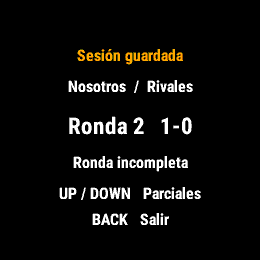 Sesión guardada
Nosotros / Rivales
Ronda 2 1-0
Ronda incompleta
UP / DOWN Parciales
BACK Salir